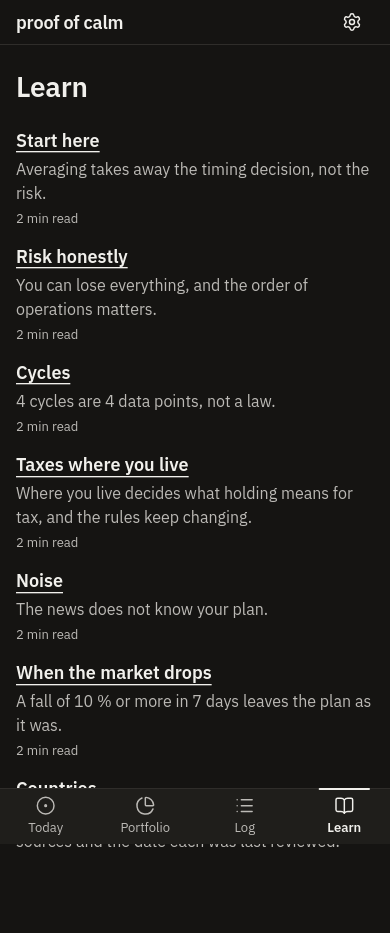 proof of calm
Learn
Start here
Averaging takes away the timing decision, not the
risk.
2 min read
Risk honestly
You can lose everything, and the order of
operations matters.
2 min read
Cycles
4 cycles are 4 data points, not a law.
2 min read
Taxes where you live
Where you live decides what holding means for
tax, and the rules keep changing.
2 min read
Noise
The news does not know your plan.
2 min read
When the market drops
A fall of 10 % or more in 7 days leaves the plan as
it was.
2 min read
Countries
Today
Portfolio
Log
Learn
sources and the date each was last reviewed.